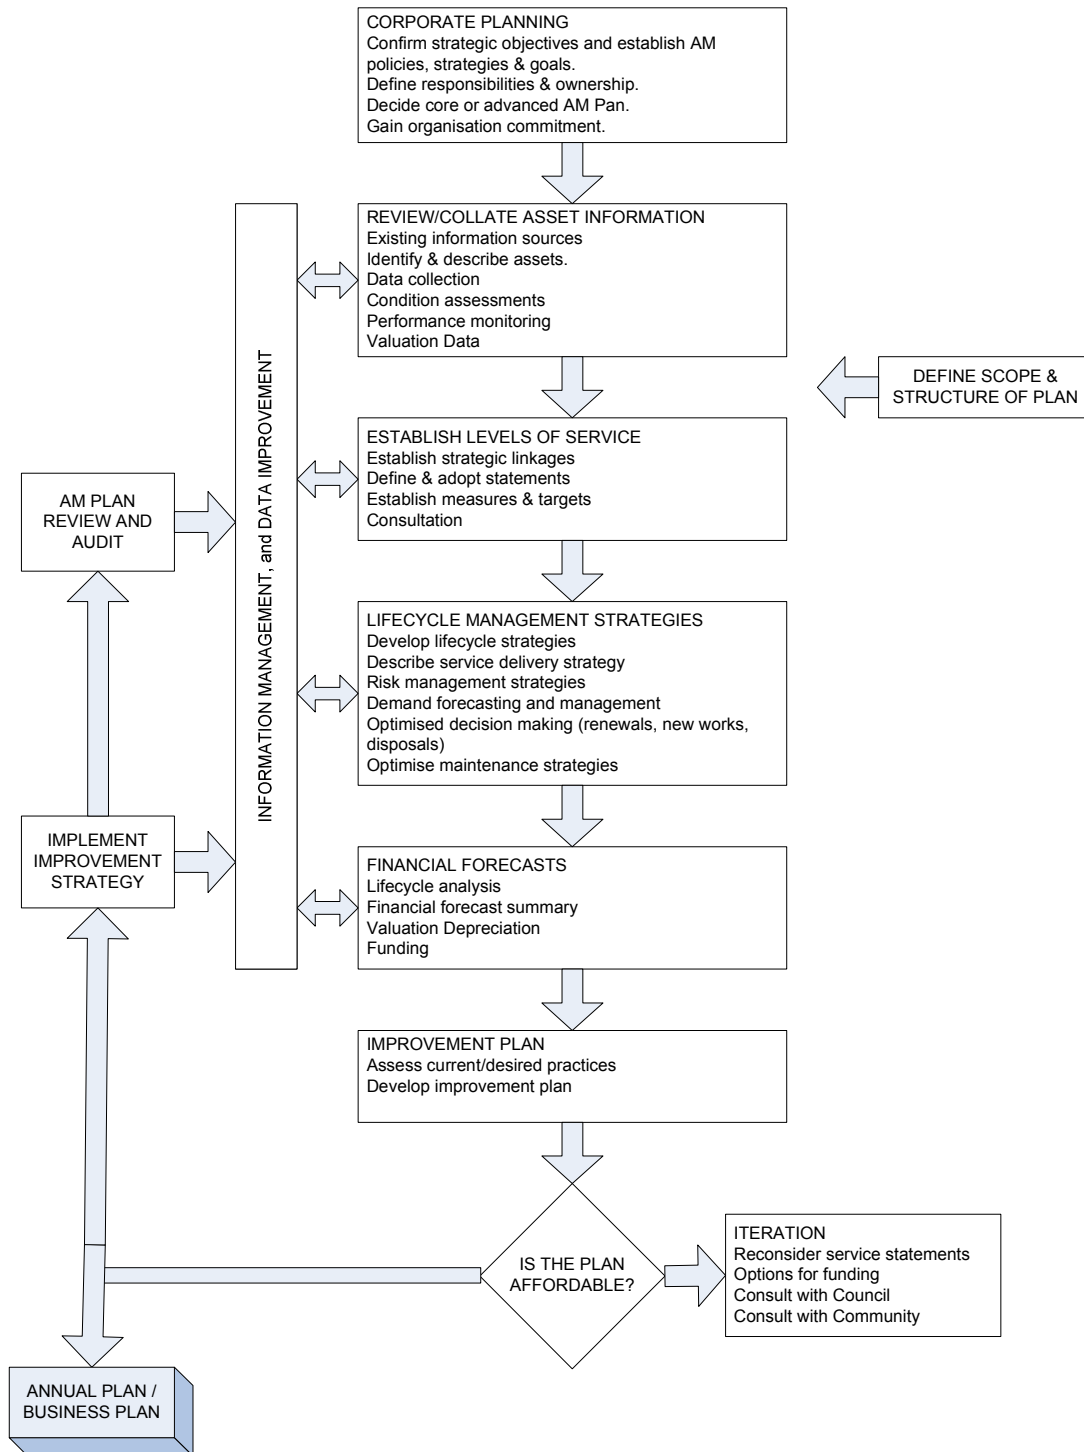 CORPORATE PLANNING
Confirm strategic objectives and establish AM
policies, strategies & goals.
Define responsibilities & ownership.
Decide core or advanced AM Pan.
Gain organisation commitment.
REVIEW/COLLATE ASSET INFORMATION
Existing information sources
Identify & describe assets.
Data collection
Condition assessments
Performance monitoring
Valuation Data
DEFINE SCOPE &
STRUCTURE OF PLAN
INFORMATION MANAGEMENT, and DATA IMPROVEMENT
ESTABLISH LEVELS OF SERVICE
Establish strategic linkages
Define & adopt statements
Establish measures & targets
Consultation
AM PLAN
REVIEW AND
AUDIT
LIFECYCLE MANAGEMENT STRATEGIES
Develop lifecycle strategies
Describe service delivery strategy
Risk management strategies
Demand forecasting and management
Optimised decision making (renewals, new works,
disposals)
Optimise maintenance strategies
IMPLEMENT
IMPROVEMENT
STRATEGY
FINANCIAL FORECASTS
Lifecycle analysis
Financial forecast summary
Valuation Depreciation
Funding
IMPROVEMENT PLAN
Assess current/desired practices
Develop improvement plan
IS THE PLAN
AFFORDABLE?
ITERATION
Reconsider service statements
Options for funding
Consult with Council
Consult with Community
ANNUAL PLAN /
BUSINESS PLAN